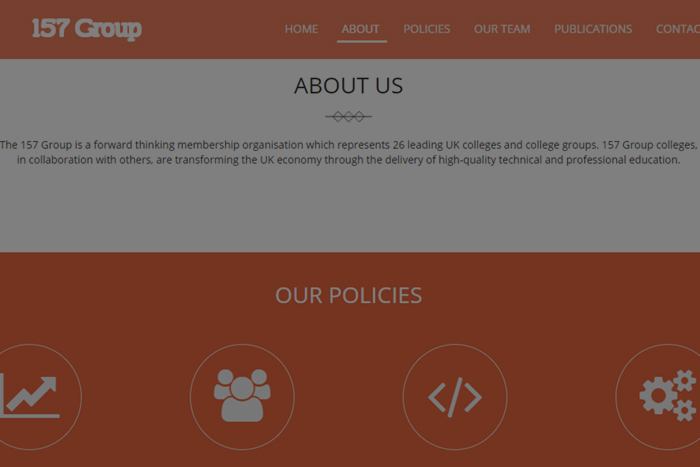 157 Group
HOME ABOUT POLICIES OUR TEAM PUBLICATIONS CONTAC
ABOUT US
The 157 Group is a forward thinking membership organisation which represents 26 leading UK colleges and college groups. 157 Group colleges,
in collaboration with others, are transforming the UK economy through the delivery of high-quality technical and professional education.
OUR POLICIES